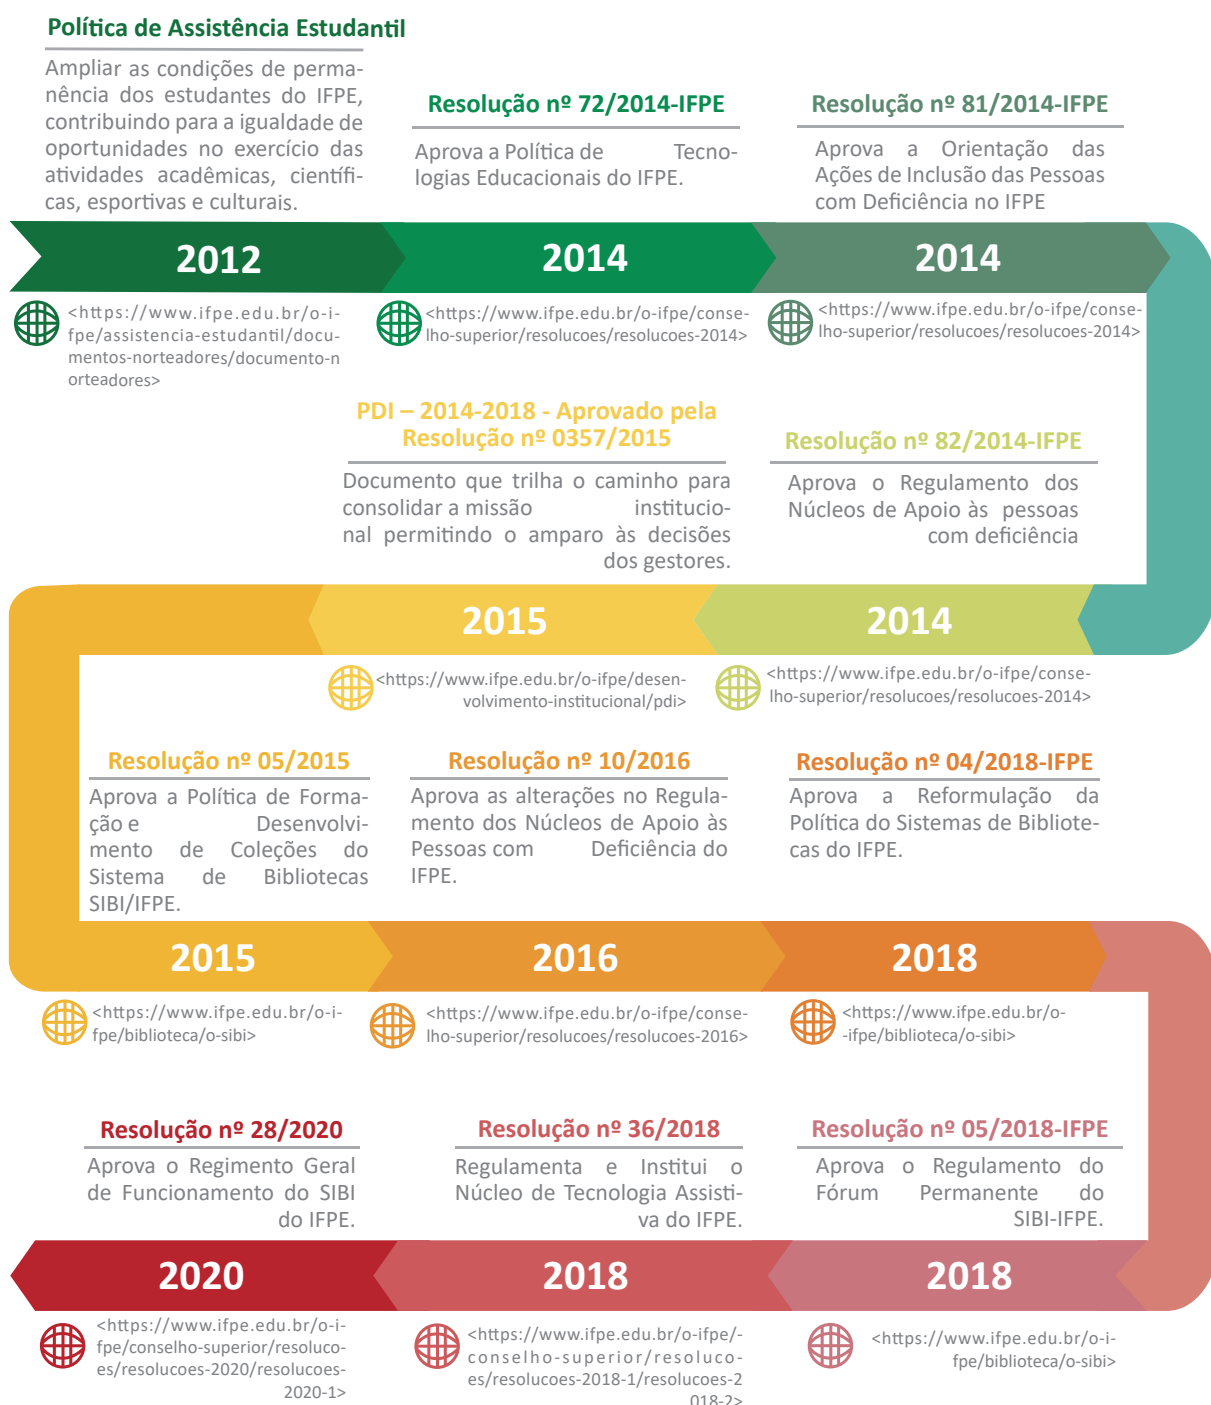 Política de Assistência Estudantil
Ampliar as condições de perma-
nência dos estudantes do IFPE,
contribuindo para a igualdade de
oportunidades no exercício das
atividades acadêmicas, científi-
cas, esportivas e culturais.
Resolução nº 72/2014-IFPE
Aprova a Política de Tecno-
logias Educacionais do IFPE.
Resolução nº 81/2014-IFPE
Aprova a Orientação das
Ações de Inclusão das Pessoas
com Deficiência no IFPE
2012
2014
2014
<https://www.ifpe.edu.br/o-i-
fpe/assistencia-estudantil/docu-
mentos-norteadores/documento-n
orteadores>
<https://www.ifpe.edu.br/o-ifpe/conse-
lho-superior/resolucoes/resolucoes-2014>
<https://www.ifpe.edu.br/o-ifpe/conse-
lho-superior/resolucoes/resolucoes-2014>
PDI – 2014-2018 - Aprovado pela
Resolução nº 0357/2015
Documento que trilha o caminho para
consolidar a missão institucio-
nal permitindo o amparo às decisões
dos gestores.
Resolução nº 82/2014-IFPE
Aprova o Regulamento dos
Núcleos de Apoio às pessoas
com deficiência
2015
2014
<https://www.ifpe.edu.br/o-ifpe/desen-
volvimento-institucional/pdi>
<https://www.ifpe.edu.br/o-ifpe/conse-
lho-superior/resolucoes/resolucoes-2014>
Resolução nº 05/2015
Aprova a Política de Forma-
ção e Desenvolvi-
mento de Coleções do
Sistema de Bibliotecas
SIBI/IFPE.
Resolução nº 10/2016
Aprova as alterações no Regula-
mento dos Núcleos de Apoio às
Pessoas com Deficiência do
IFPE.
Resolução nº 04/2018-IFPE
Aprova a Reformulação da
Política do Sistemas de Bibliote-
cas do IFPE.
2015
2016
2018
<https://www.ifpe.edu.br/o-i-
fpe/biblioteca/o-sibi>
<https://www.ifpe.edu.br/o-ifpe/conse-
lho-superior/resolucoes/resolucoes-2016>
<https://www.ifpe.edu.br/o-
-ifpe/biblioteca/o-sibi>
Resolução nº 28/2020
Aprova o Regimento Geral
de Funcionamento do SIBI
do IFPE.
Resolução nº 36/2018
Regulamenta e Institui o
Núcleo de Tecnologia Assisti-
va do IFPE.
Resolução nº 05/2018-IFPE
Aprova o Regulamento do
Fórum Permanente do
SIBI-IFPE.
2020
2018
2018
<https://www.ifpe.edu.br/o-i-
fpe/conselho-superior/resoluco-
es/resolucoes-2020/resolucoes-
2020-1>
<https://www.ifpe.edu.br/o-ifpe/-
conselho-superior/resoluco-
es/resolucoes-2018-1/resolucoes-2
018-2>
<https://www.ifpe.edu.br/o-i-
fpe/biblioteca/o-sibi>